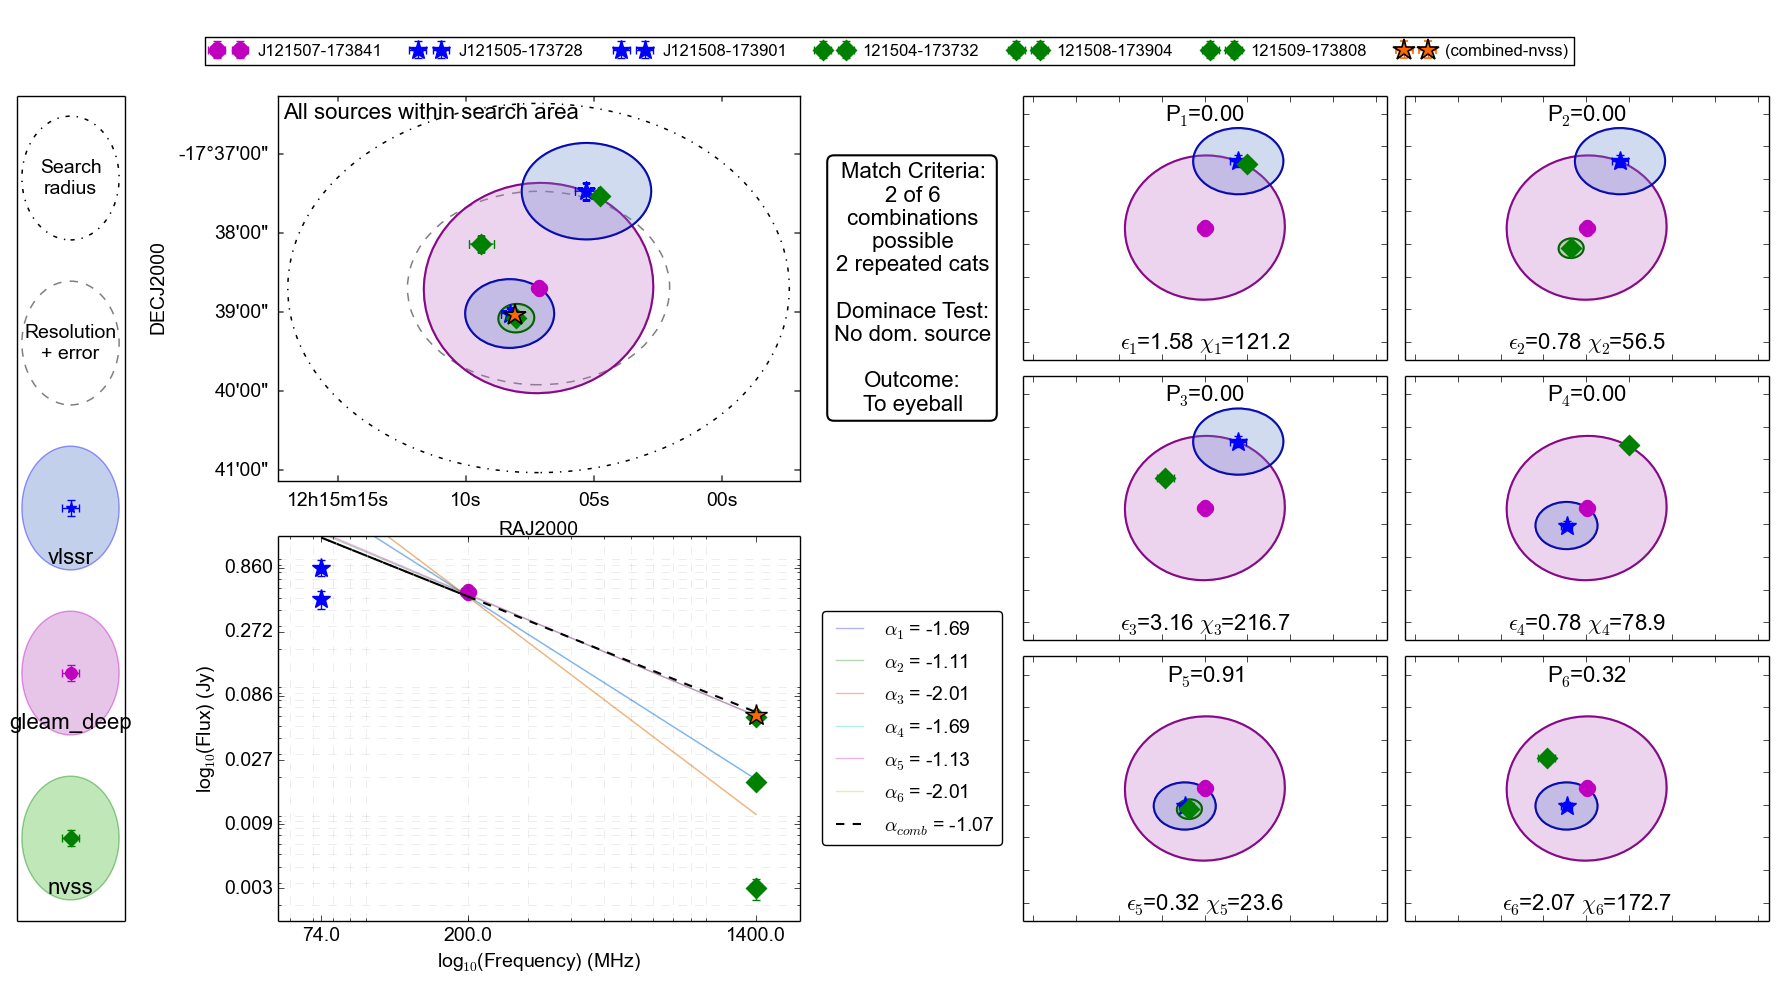 J121507-173841 J121505-173728 J121508-173901 121504-173732 121508-173904 121509-173808 (combined-nvss)
Search
radius
Resolution
+ error
vlssr
gleam_deep
nvss
All sources within search area
DECJ2000
-17°37'00"
38'00"
39'00"
40'00"
41'00"
12h15m15s 10s 05s 00s
RAJ2000
log₁₀(Flux) (Jy)
0.860
0.272
0.086
0.027
0.009
0.003
74.0 200.0 1400.0
log₁₀(Frequency) (MHz)
Match Criteria:
2 of 6
combinations
possible
2 repeated cats
Dominace Test:
No dom. source
Outcome:
To eyeball
α₁ = -1.69
α₂ = -1.11
α₃ = -2.01
α₄ = -1.69
α₅ = -1.13
α₆ = -2.01
α_comb = -1.07
P₁=0.00
ϵ₁=1.58 χ₁=121.2
P₂=0.00
ϵ₂=0.78 χ₂=56.5
P₃=0.00
ϵ₃=3.16 χ₃=216.7
P₄=0.00
ϵ₄=0.78 χ₄=78.9
P₅=0.91
ϵ₅=0.32 χ₅=23.6
P₆=0.32
ϵ₆=2.07 χ₆=172.7